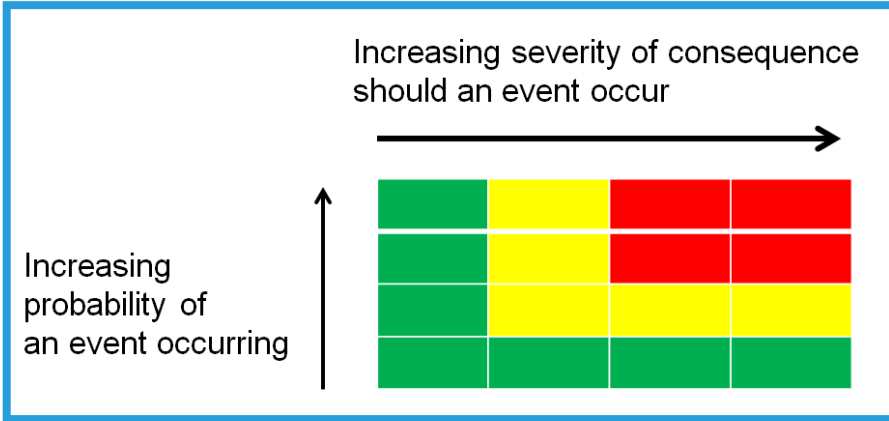 Increasing severity of consequence
should an event occur
Increasing
probability of
an event occurring